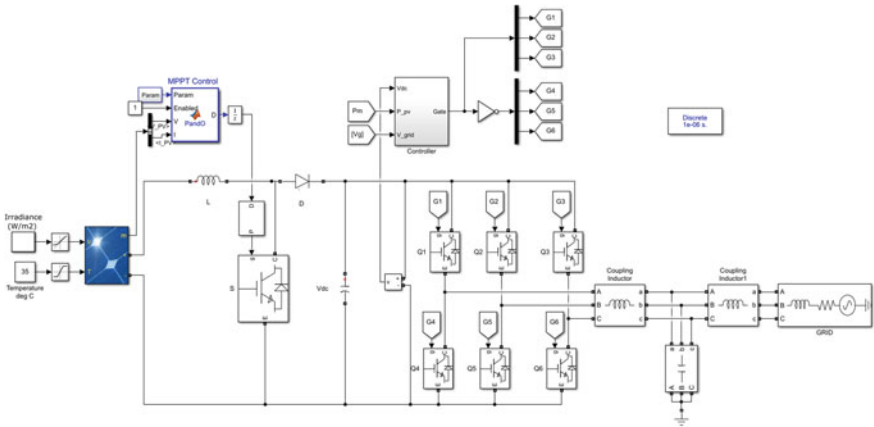 G1
G2
G3
MPPT Control
Param
Param
Enabled
1
V
I
D
PandO
Vdc
P_pv
V_grid
Gate
Pm
[Vg]
Controller
G4
G5
G6
Discrete
1e-06 s.
L
D
Irradiance
(W/m2)
35
Temperature
deg C
S
Vdc
G1
G2
G3
Q1
Q2
Q3
G4
G5
G6
Q4
Q5
Q6
Coupling
Inductor
A
B
C
a
b
c
Coupling
Inductor1
A
B
C
a
b
c
A
B
C
GRID
a
b
c
A
B
C